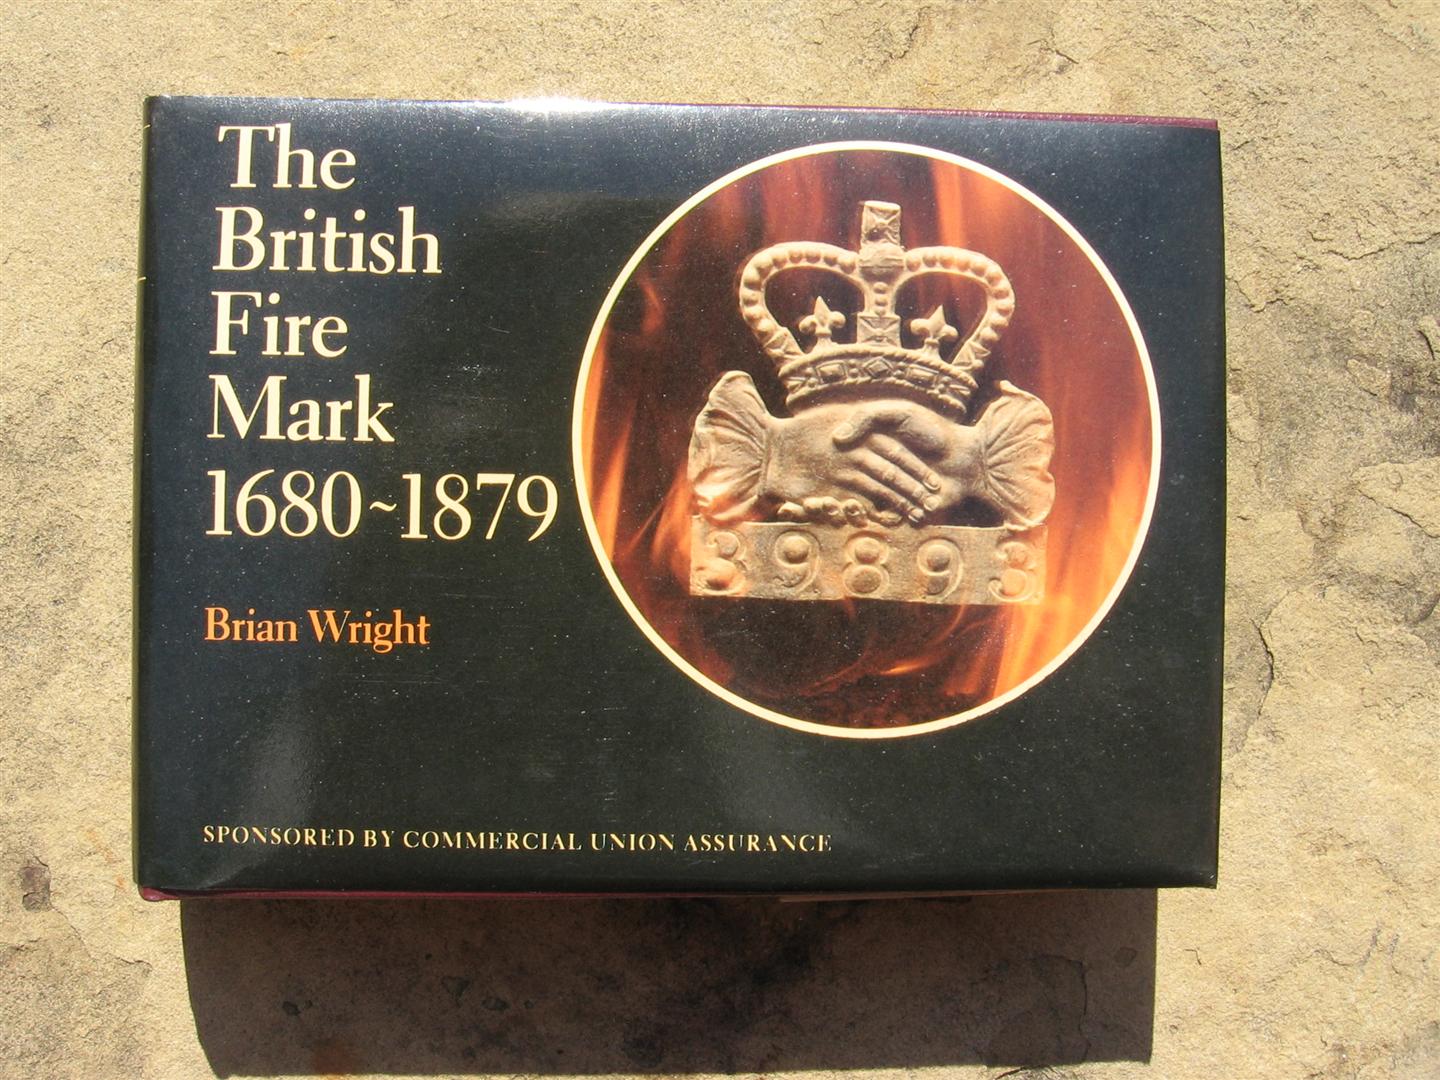 The
British
Fire
Mark
1680~1879
Brian Wright
39893
SPONSORED BY COMMERCIAL UNION ASSURANCE